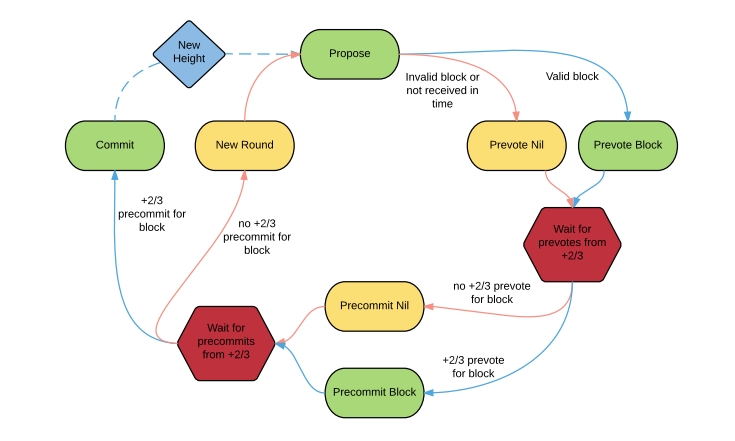 New
Height
Propose
Invalid block or
not received in
time
Valid block
Commit
New Round
Prevote Nil
Prevote Block
+2/3
precommit for
block
no +2/3
precommit for
block
Wait for
prevotes from
+2/3
no +2/3 prevote
for block
Precommit Nil
Wait for
precommits
from +2/3
+2/3 prevote
for block
Precommit Block